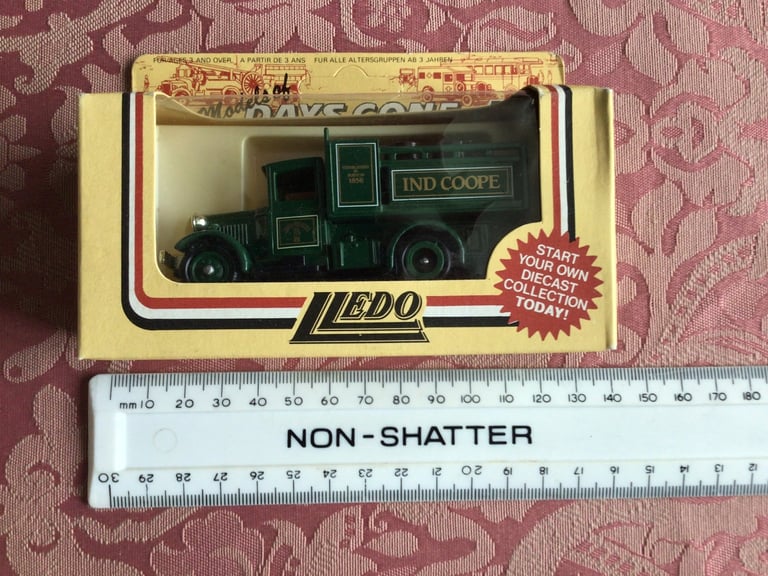 FOR AGES 3 AND OVER A PARTIR DE 3 ANS FUR ALLE ALTERSGRUPPEN AB 3 JAHREN
Models of
DAYS GONE
1856
IND COOPE
START
YOUR OWN
DIECAST
COLLECTION
TODAY!
LLEDO
mm 10 20 30 40 50 60 70 80 90 100 110 120 130 140 150 160 170 180
NON-SHATTER
30 29 28 27 26 25 24 23 22 21 20 19 18 17 16 15 14 13 12